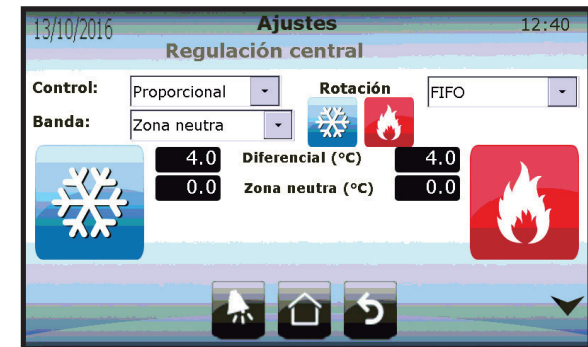 13/10/2016 Ajustes 12:40
Regulación central
Control: Proporcional Rotación FIFO
Banda: Zona neutra
4.0 Diferencial (°C) 4.0
0.0 Zona neutra (°C) 0.0